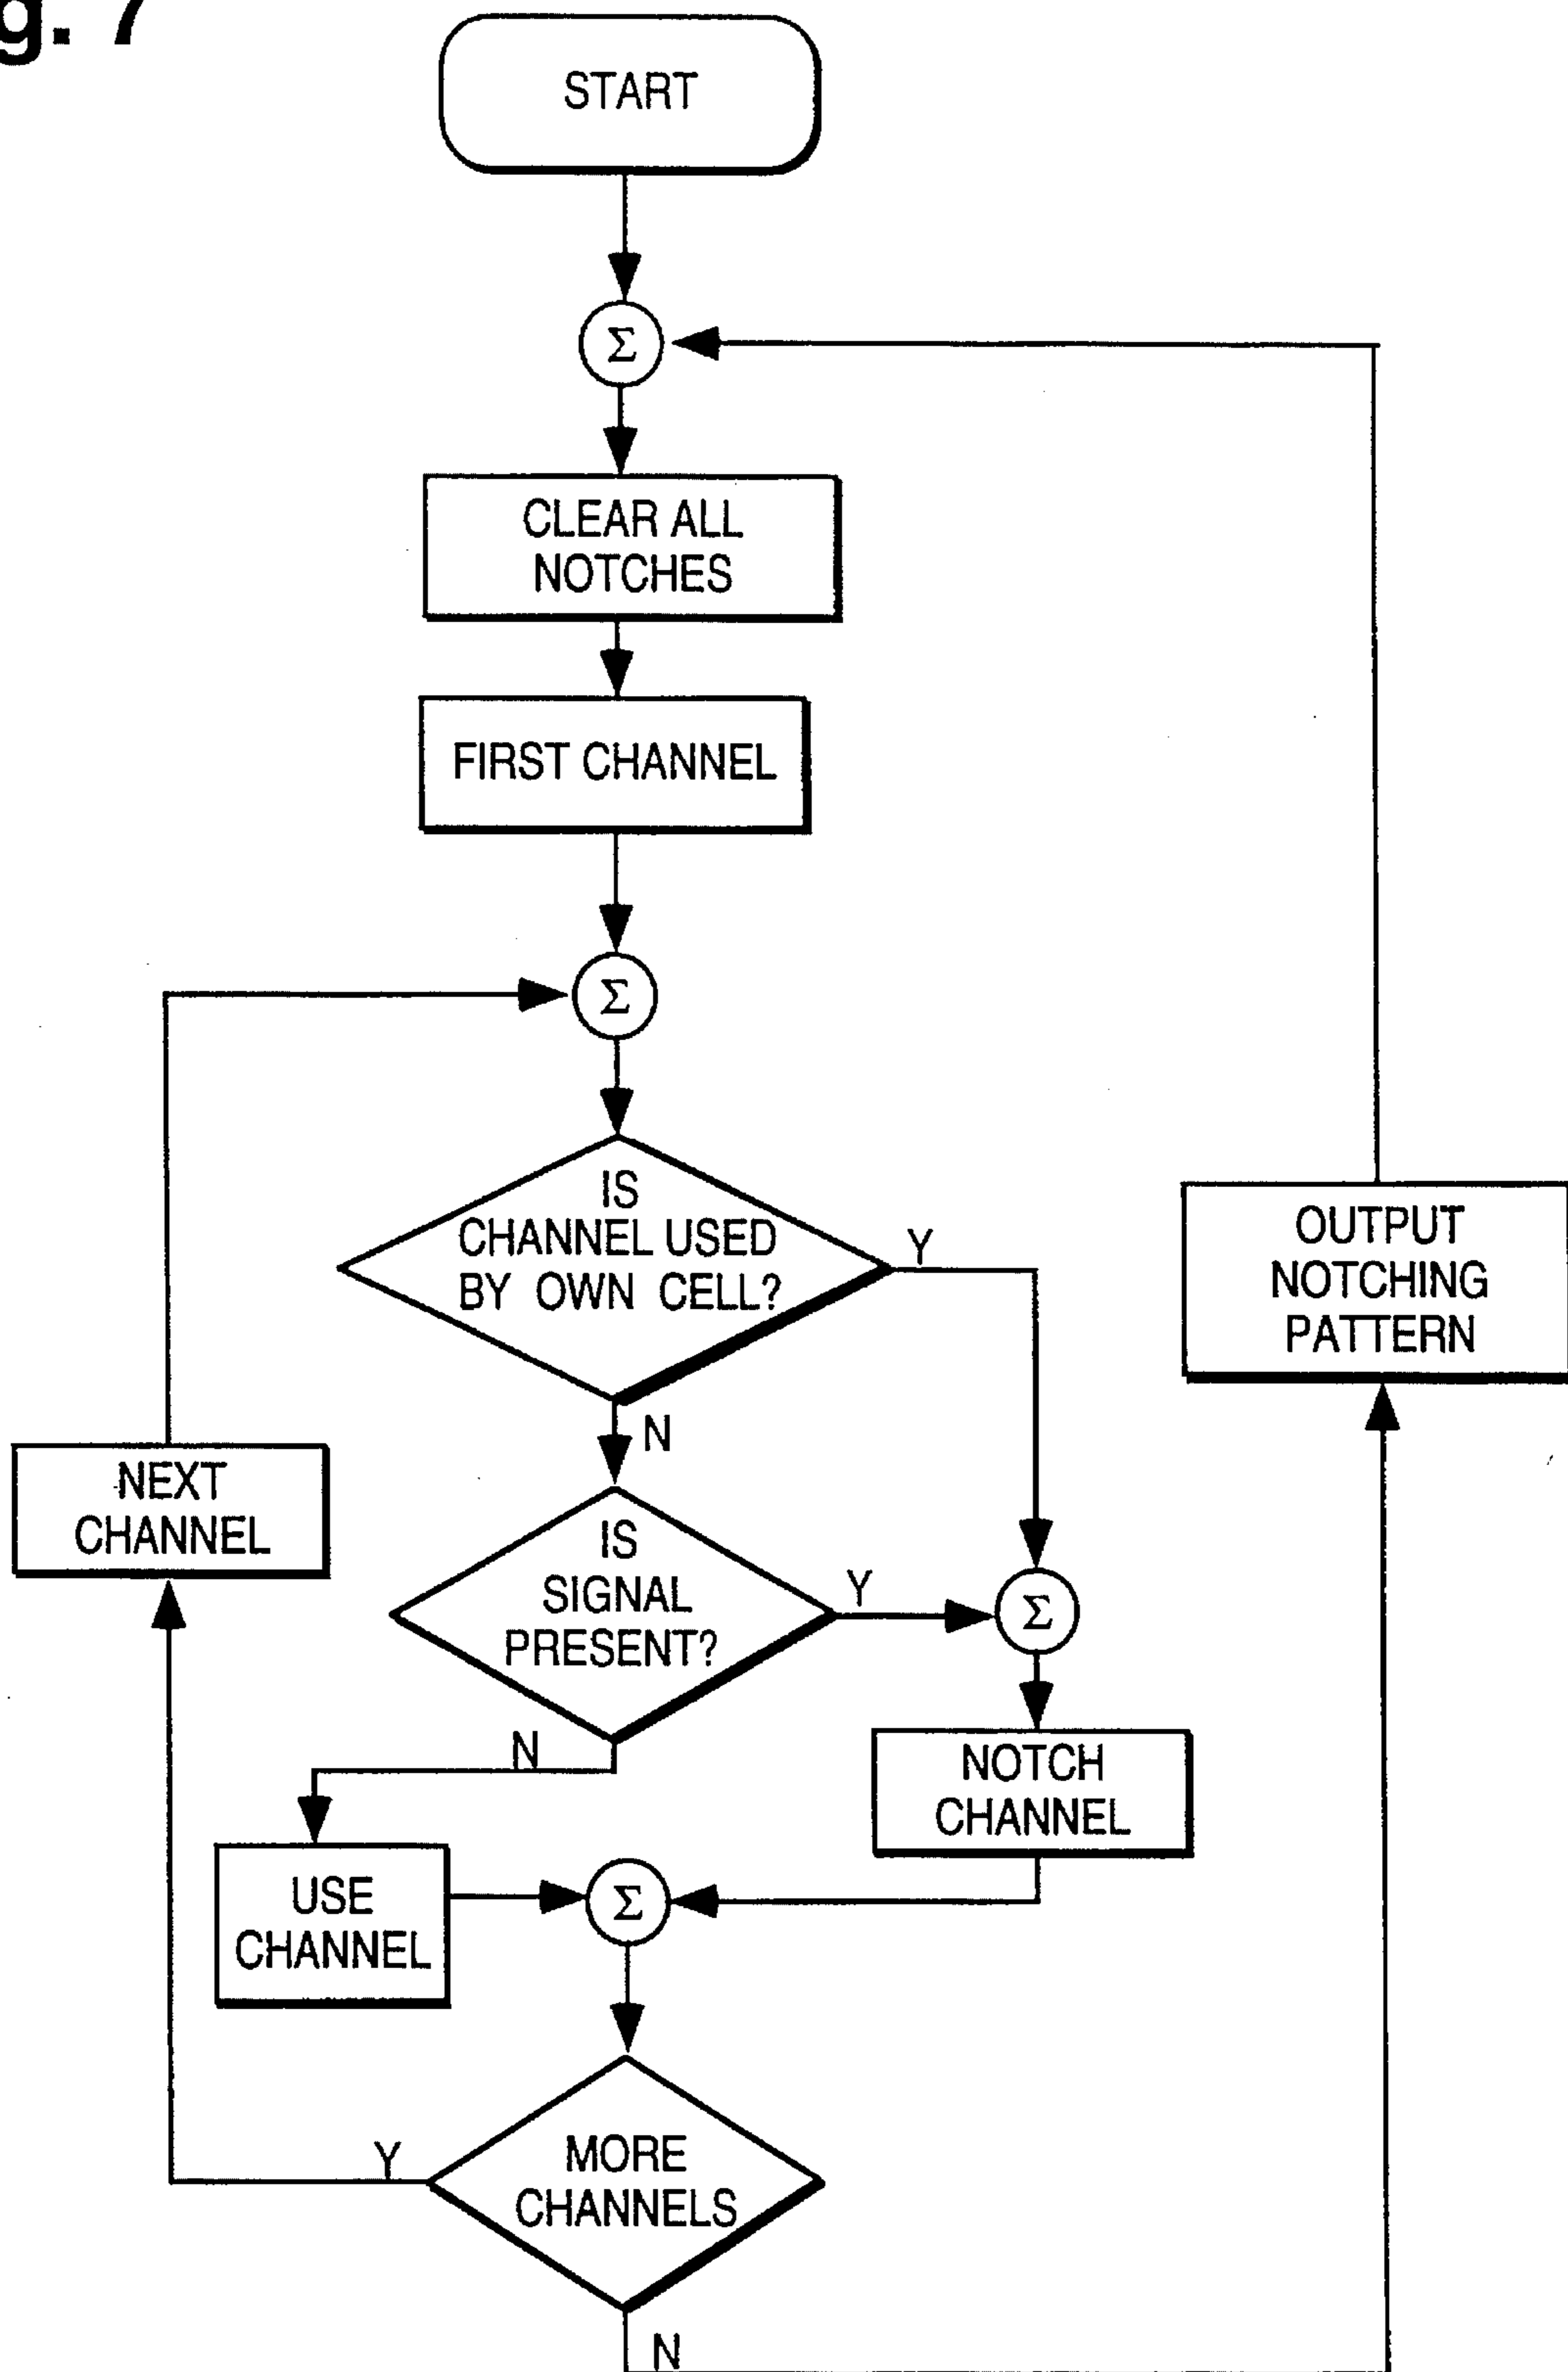 g. 7
START
Σ
CLEAR ALL
NOTCHES
FIRST CHANNEL
Σ
IS
CHANNEL USED
BY OWN CELL?
Y
N
OUTPUT
NOTCHING
PATTERN
NEXT
CHANNEL
IS
SIGNAL
PRESENT?
Y
N
Σ
NOTCH
CHANNEL
USE
CHANNEL
Σ
MORE
CHANNELS
Y
N